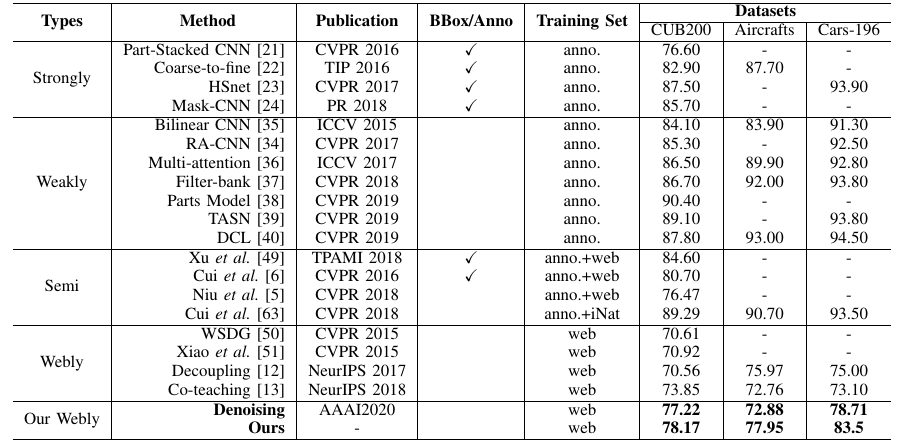 Types Method Publication BBox/Anno Training Set Datasets
CUB200 Aircrafts Cars-196
Strongly
Part-Stacked CNN [21] CVPR 2016 ✓ anno. 76.60 - -
Coarse-to-fine [22] TIP 2016 ✓ anno. 82.90 87.70 -
HSnet [23] CVPR 2017 ✓ anno. 87.50 - 93.90
Mask-CNN [24] PR 2018 ✓ anno. 85.70 - -
Weakly
Bilinear CNN [35] ICCV 2015 anno. 84.10 83.90 91.30
RA-CNN [34] CVPR 2017 anno. 85.30 - 92.50
Multi-attention [36] ICCV 2017 anno. 86.50 89.90 92.80
Filter-bank [37] CVPR 2018 anno. 86.70 92.00 93.80
Parts Model [38] CVPR 2019 anno. 90.40 - -
TASN [39] CVPR 2019 anno. 89.10 - 93.80
DCL [40] CVPR 2019 anno. 87.80 93.00 94.50
Semi
Xu et al. [49] TPAMI 2018 ✓ anno.+web 84.60 - -
Cui et al. [6] CVPR 2016 ✓ anno.+web 80.70 - -
Niu et al. [5] CVPR 2018 anno.+web 76.47 - -
Cui et al. [63] CVPR 2018 anno.+iNat 89.29 90.70 93.50
Webly
WSDG [50] CVPR 2015 web 70.61 - -
Xiao et al. [51] CVPR 2015 web 70.92 - -
Decoupling [12] NeurIPS 2017 web 70.56 75.97 75.00
Co-teaching [13] NeurIPS 2018 web 73.85 72.76 73.10
Our Webly
Denoising AAAI2020 web 77.22 72.88 78.71
Ours - web 78.17 77.95 83.5